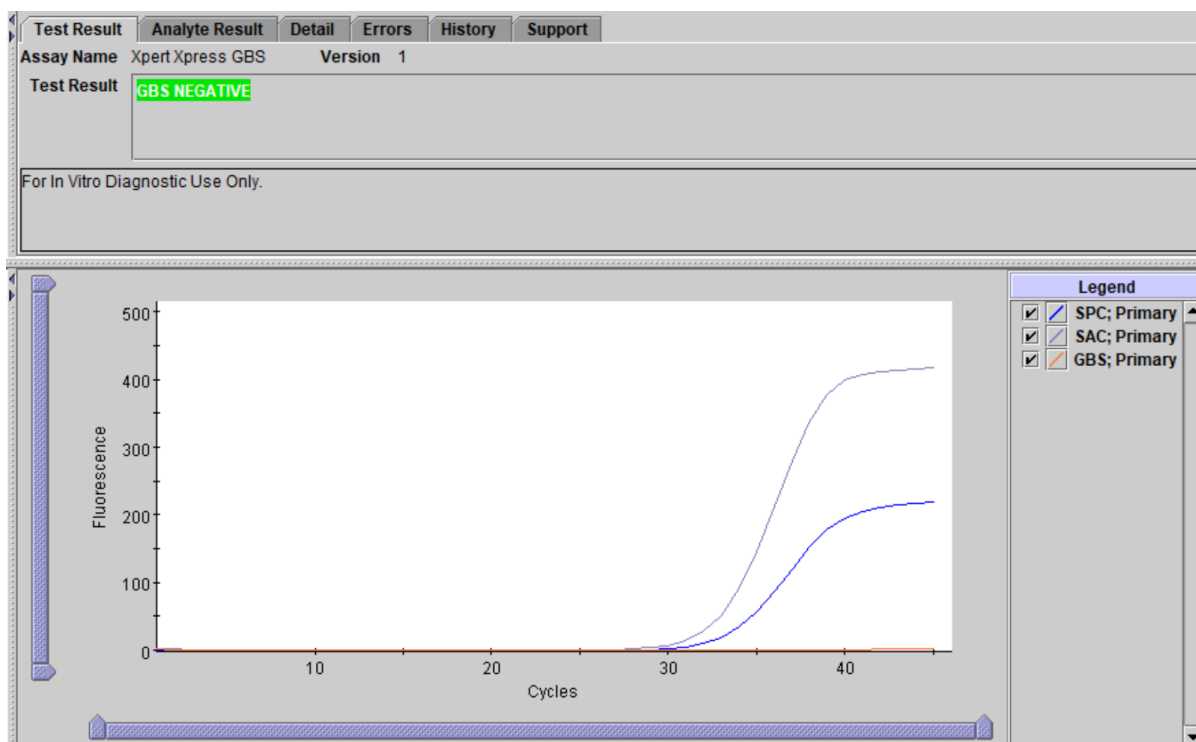 Test Result Analyte Result Detail Errors History Support
Assay Name Xpert Xpress GBS Version 1
Test Result GBS NEGATIVE
For In Vitro Diagnostic Use Only.
Legend
SPC; Primary
SAC; Primary
GBS; Primary
500
400
300
200
100
0
Fluorescence
10 20 30 40
Cycles